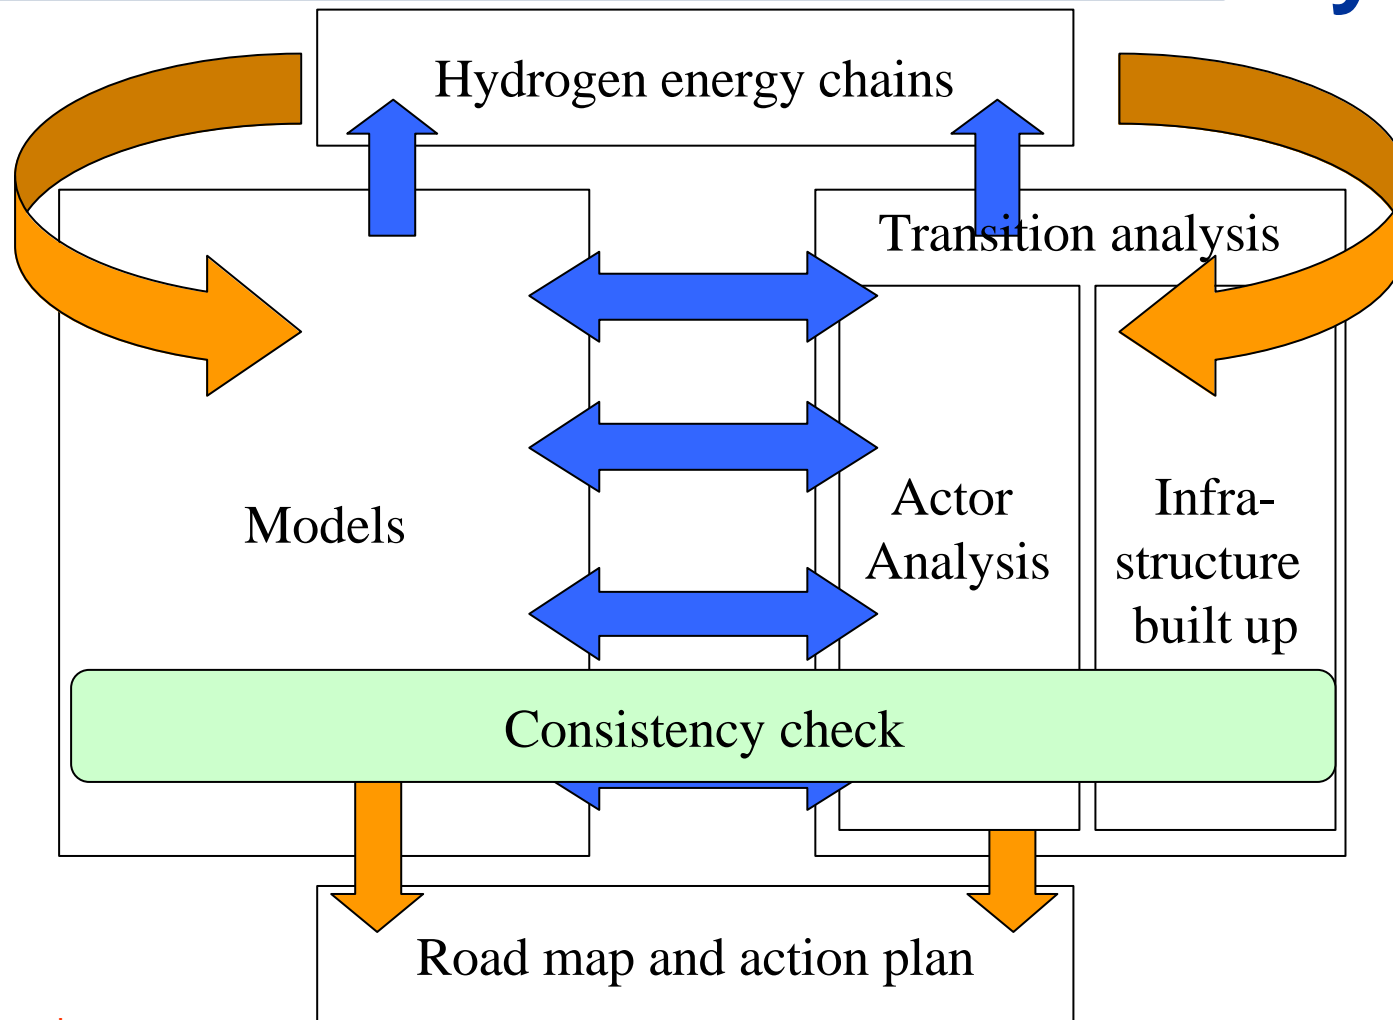 Hydrogen energy chains
Transition analysis
Models
Actor
Analysis
Infra-
structure
built up
Consistency check
Road map and action plan